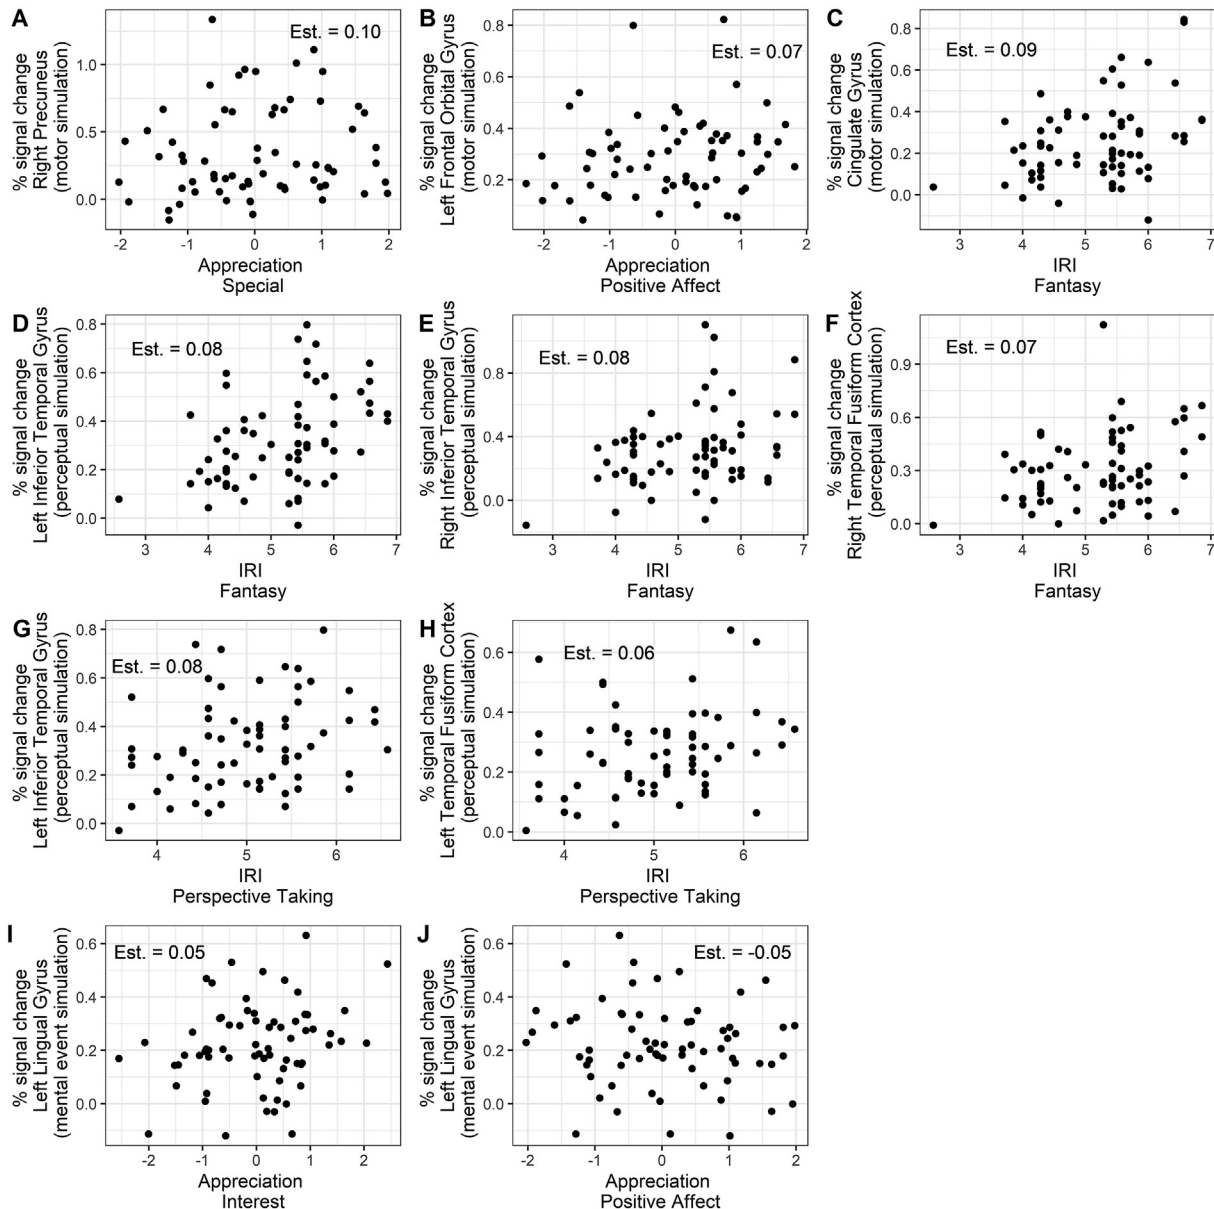 A
% signal change
Right Precuneus
(motor simulation)
Est. = 0.10
1.0
0.5
0.0
-2 -1 0 1 2
Appreciation
Special
B
% signal change
Left Frontal Orbital Gyrus
(motor simulation)
Est. = 0.07
0.8
0.6
0.4
0.2
-2 -1 0 1 2
Appreciation
Positive Affect
C
% signal change
Cingulate Gyrus
(motor simulation)
Est. = 0.09
0.8
0.6
0.4
0.2
0.0
3 4 5 6 7
IRI
Fantasy
D
% signal change
Left Inferior Temporal Gyrus
(perceptual simulation)
Est. = 0.08
0.8
0.6
0.4
0.2
0.0
3 4 5 6 7
IRI
Fantasy
E
% signal change
Right Inferior Temporal Gyrus
(perceptual simulation)
Est. = 0.08
0.8
0.4
0.0
3 4 5 6 7
IRI
Fantasy
F
% signal change
Right Temporal Fusiform Cortex
(perceptual simulation)
Est. = 0.07
0.9
0.6
0.3
0.0
3 4 5 6 7
IRI
Fantasy
G
% signal change
Left Inferior Temporal Gyrus
(perceptual simulation)
Est. = 0.08
0.8
0.6
0.4
0.2
0.0
4 5 6
IRI
Perspective Taking
H
% signal change
Left Temporal Fusiform Cortex
(perceptual simulation)
Est. = 0.06
0.6
0.4
0.2
0.0
4 5 6
IRI
Perspective Taking
I
% signal change
Left Lingual Gyrus
(mental event simulation)
Est. = 0.05
0.6
0.4
0.2
0.0
-2 -1 0 1 2
Appreciation
Interest
J
% signal change
Left Lingual Gyrus
(mental event simulation)
Est. = -0.05
0.6
0.4
0.2
0.0
-2 -1 0 1 2
Appreciation
Positive Affect